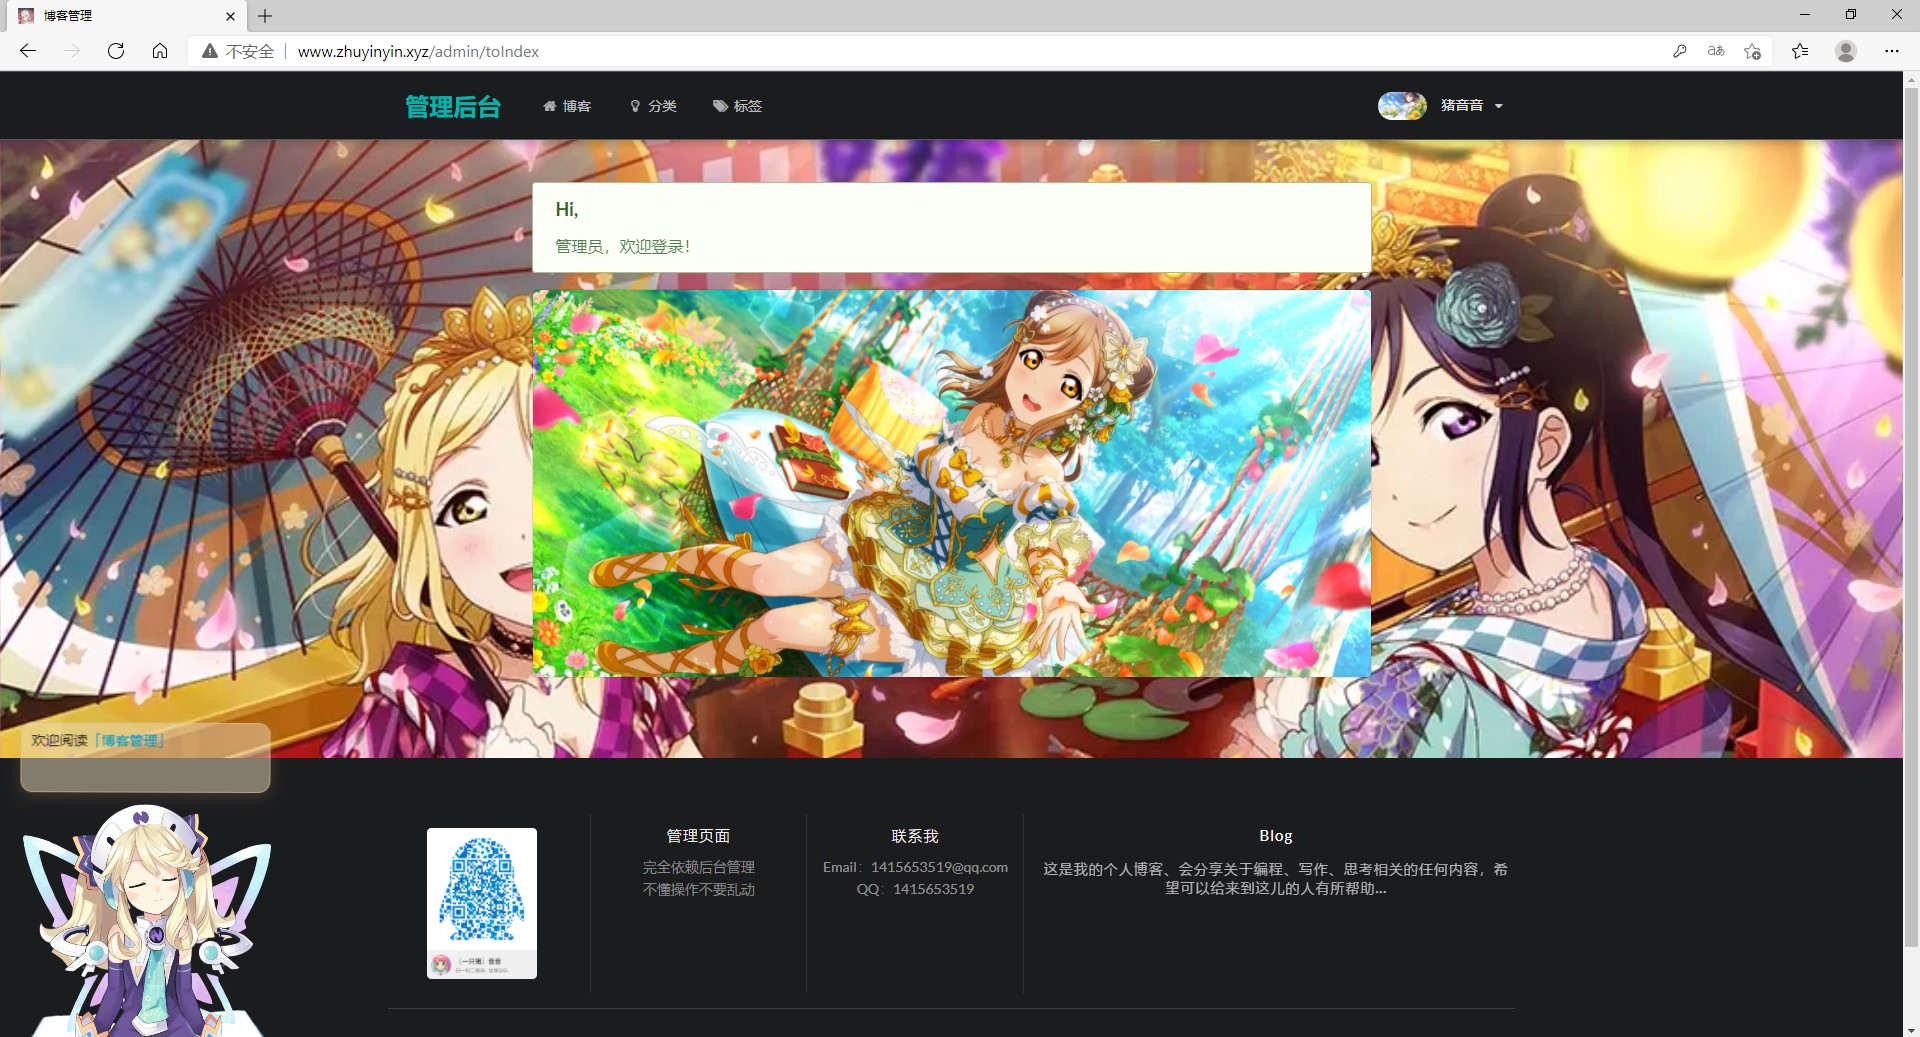 博客管理
不安全
www.zhuyinyin.xyz/admin/toIndex
aあ
管理后台
博客
分类
标签
猪音音
Hi,
管理员，欢迎登录！
欢迎阅读「博客管理」
管理页面
完全依赖后台管理
不懂操作不要乱动
联系我
Email：1415653519@qq.com
QQ：1415653519
Blog
这是我的个人博客、会分享关于编程、写作、思考相关的任何内容，希
望可以给来到这儿的人有所帮助...